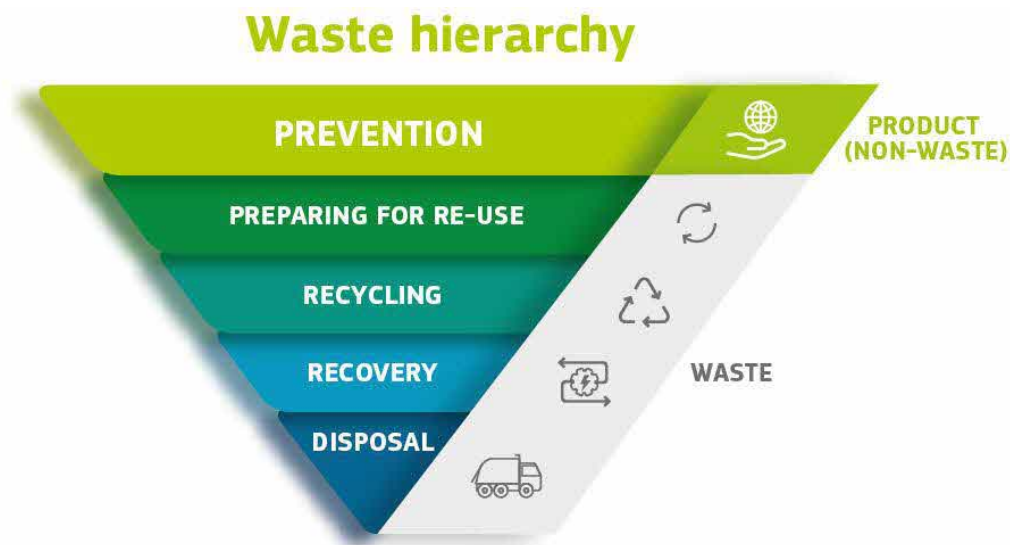 Waste hierarchy
PREVENTION
PRODUCT
(NON-WASTE)
PREPARING FOR RE-USE
RECYCLING
RECOVERY
WASTE
DISPOSAL